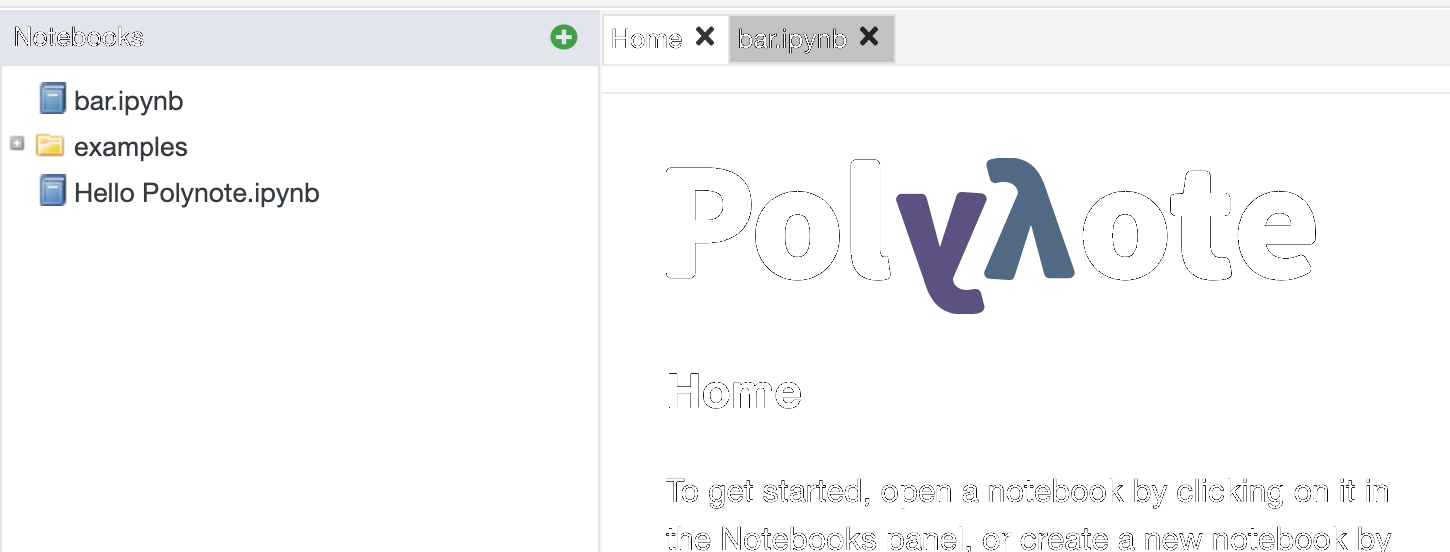 Notebooks
Home bar.ipynb
bar.ipynb
examples
Hello Polynote.ipynb
Polyλote
Home
To get started, open a notebook by clicking on it in
the Notebooks panel, or create a new notebook by